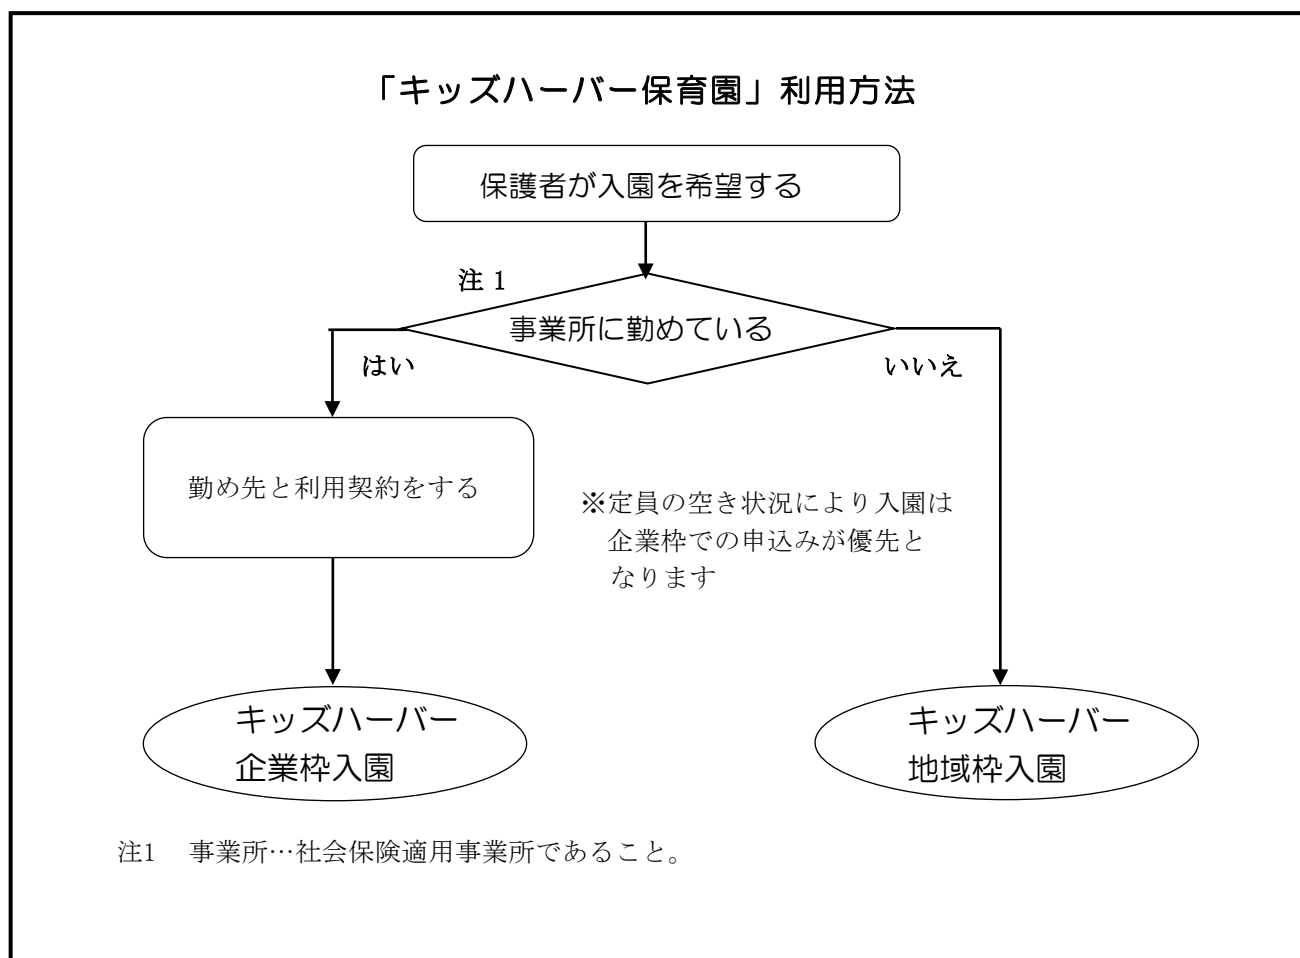 「キッズハーバー保育園」利用方法
保護者が入園を希望する
注 1
事業所に勤めている
はい
いいえ
勤め先と利用契約をする
※定員の空き状況により入園は
企業枠での申込みが優先と
なります
キッズハーバー
企業枠入園
キッズハーバー
地域枠入園
注1 事業所…社会保険適用事業所であること。